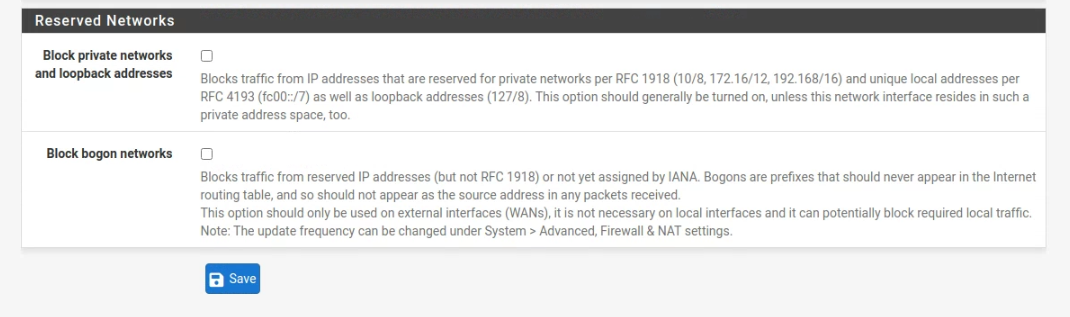 Reserved Networks
Block private networks
and loopback addresses
Blocks traffic from IP addresses that are reserved for private networks per RFC 1918 (10/8, 172.16/12, 192.168/16) and unique local addresses per
RFC 4193 (fc00::/7) as well as loopback addresses (127/8). This option should generally be turned on, unless this network interface resides in such a
private address space, too.
Block bogon networks
Blocks traffic from reserved IP addresses (but not RFC 1918) or not yet assigned by IANA. Bogons are prefixes that should never appear in the Internet
routing table, and so should not appear as the source address in any packets received.
This option should only be used on external interfaces (WANs), it is not necessary on local interfaces and it can potentially block required local traffic.
Note: The update frequency can be changed under System > Advanced, Firewall & NAT settings.
Save